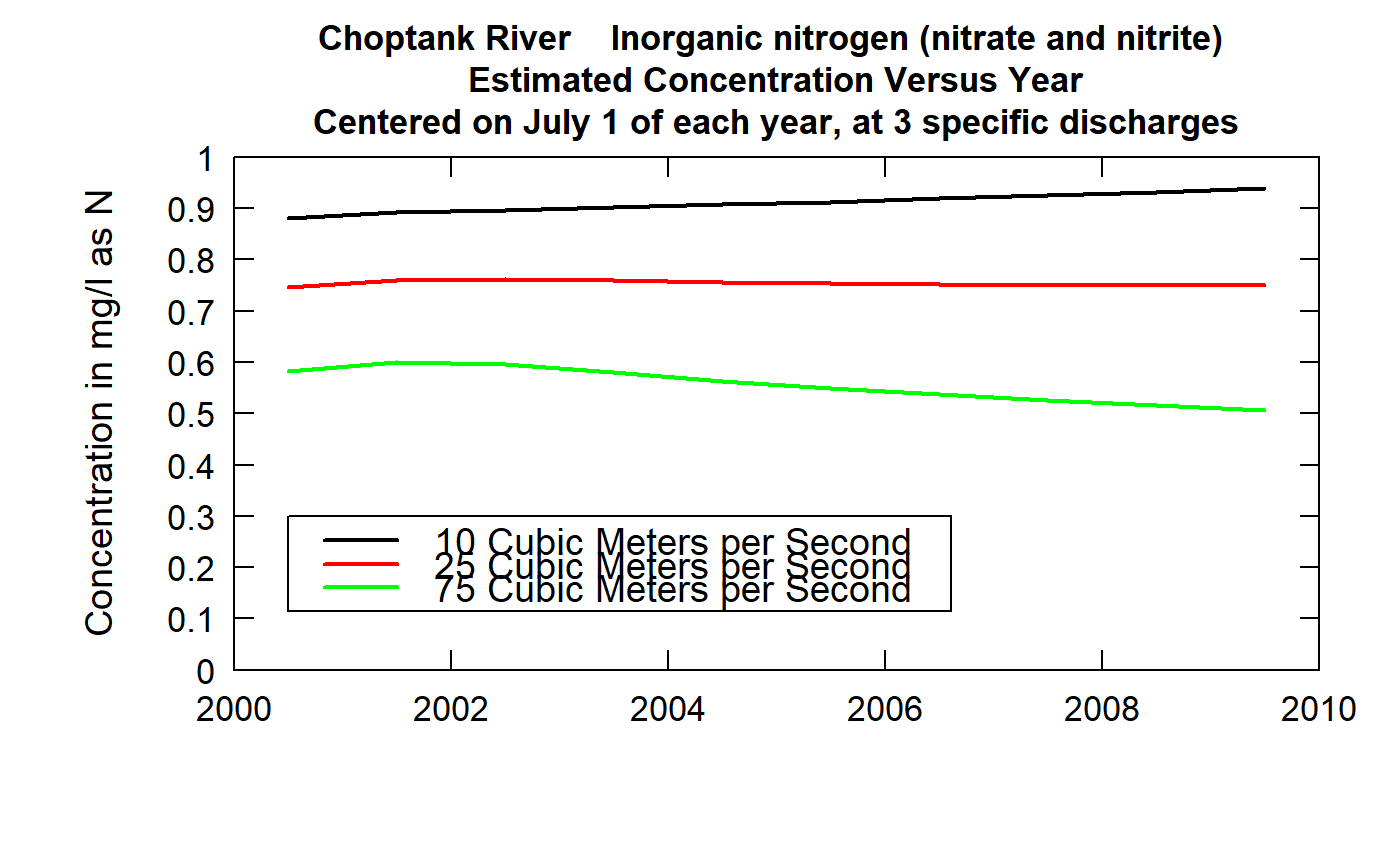 Choptank River    Inorganic nitrogen (nitrate and nitrite)
Estimated Concentration Versus Year
Centered on July 1 of each year, at 3 specific discharges
Concentration in mg/l as N
1
0.9
0.8
0.7
0.6
0.5
0.4
0.3
0.2
0.1
0
10 Cubic Meters per Second
25 Cubic Meters per Second
75 Cubic Meters per Second
2000 2002 2004 2006 2008 2010